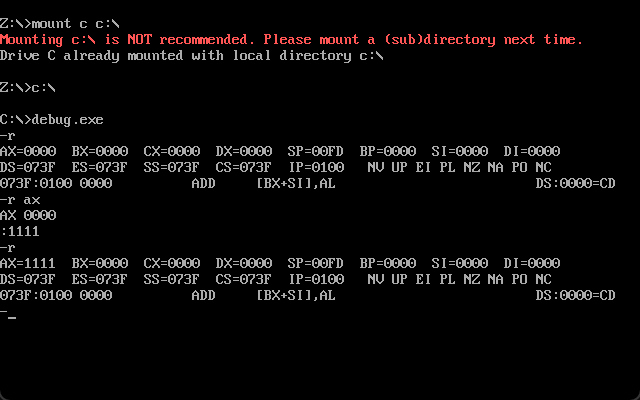 Z:\>mount c c:\
Mounting c:\ is NOT recommended. Please mount a (sub)directory next time.
Drive C already mounted with local directory c:\
Z:\>c:\
C:\>debug.exe
-r
AX=0000  BX=0000  CX=0000  DX=0000  SP=00FD  BP=0000  SI=0000  DI=0000
DS=073F  ES=073F  SS=073F  CS=073F  IP=0100   NV UP EI PL NZ NA PO NC
073F:0100 0000          ADD     [BX+SI],AL                         DS:0000=CD
-r ax
AX 0000
:1111
-r
AX=1111  BX=0000  CX=0000  DX=0000  SP=00FD  BP=0000  SI=0000  DI=0000
DS=073F  ES=073F  SS=073F  CS=073F  IP=0100   NV UP EI PL NZ NA PO NC
073F:0100 0000          ADD     [BX+SI],AL                         DS:0000=CD
-_